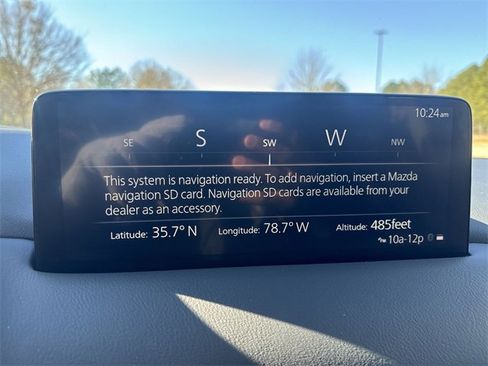 10:24am
SE S SW W NW
This system is navigation ready. To add navigation, insert a Mazda
navigation SD card. Navigation SD cards are available from your
dealer as an accessory.
Latitude: 35.7° N Longitude: 78.7° W Altitude: 485feet
10a-12p